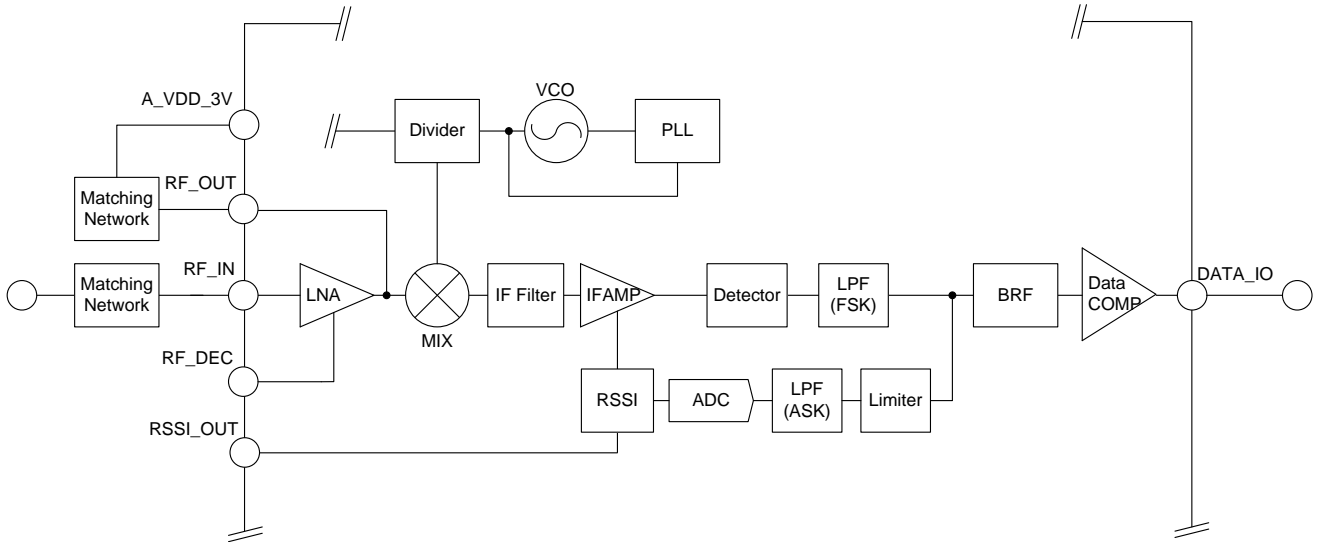 A_VDD_3V
VCO
Divider
PLL
RF_OUT
Matching
Network
RF_IN
Matching
Network
LNA
MIX
IF Filter
IFAMP
Detector
LPF
(FSK)
BRF
Data
COMP
DATA_IO
RF_DEC
RSSI
ADC
LPF
(ASK)
Limiter
RSSI_OUT